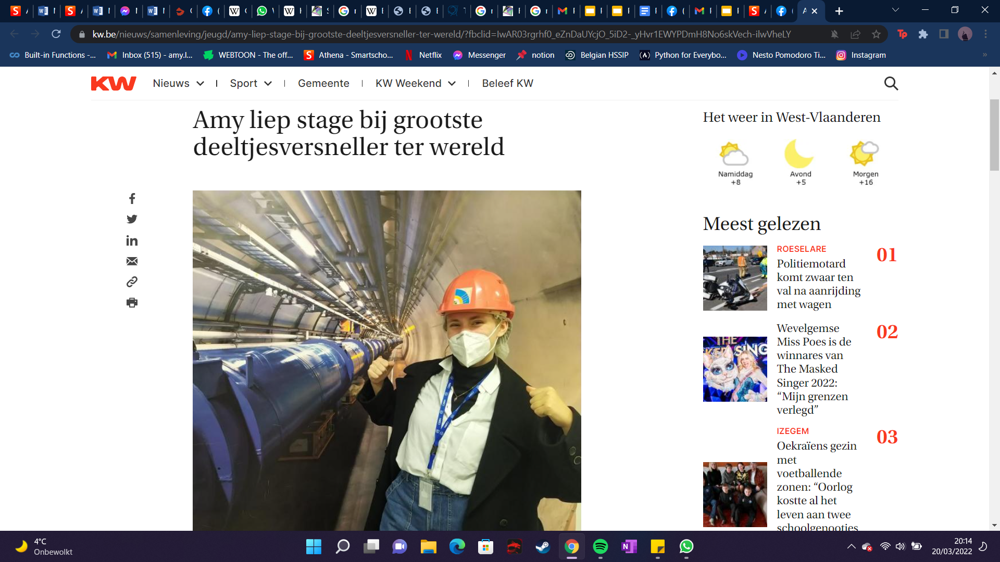 kw.be/nieuws/samenleving/jeugd/amy-liep-stage-bij-grootste-deeltjesversneller-ter-wereld/?fbclid=IwAR03rgrhf0_eZnDaUYcjO_5iD2-_yHvr1EWYPDmH8No6skVech-ilwVheLY
Built-in Functions -... Inbox (515) - amy.l... WEBTOON - The off... Athena - Smartscho... Netflix Messenger notion Belgian HSSIP Python for Everybo... Nesto Pomodoro Ti... Instagram
KW Nieuws Sport Gemeente KW Weekend Beleef KW
Amy liep stage bij grootste
deeltjesversneller ter wereld
Het weer in West-Vlaanderen
Namiddag Avond Morgen
+8 +5 +16
Meest gelezen
ROESELARE
01
Politiemotard
komt zwaar ten
val na aanrijding
met wagen
02
Wevelgemse
Miss Poes is de
winnares van
The Masked
Singer 2022:
“Mijn grenzen
verlegd”
IZEGEM
03
Oekraïens gezin
met
voetballende
zonen: “Oorlog
kostte al het
leven aan twee
schoolgenootjes
4°C
Onbewolkt
20:14
20/03/2022